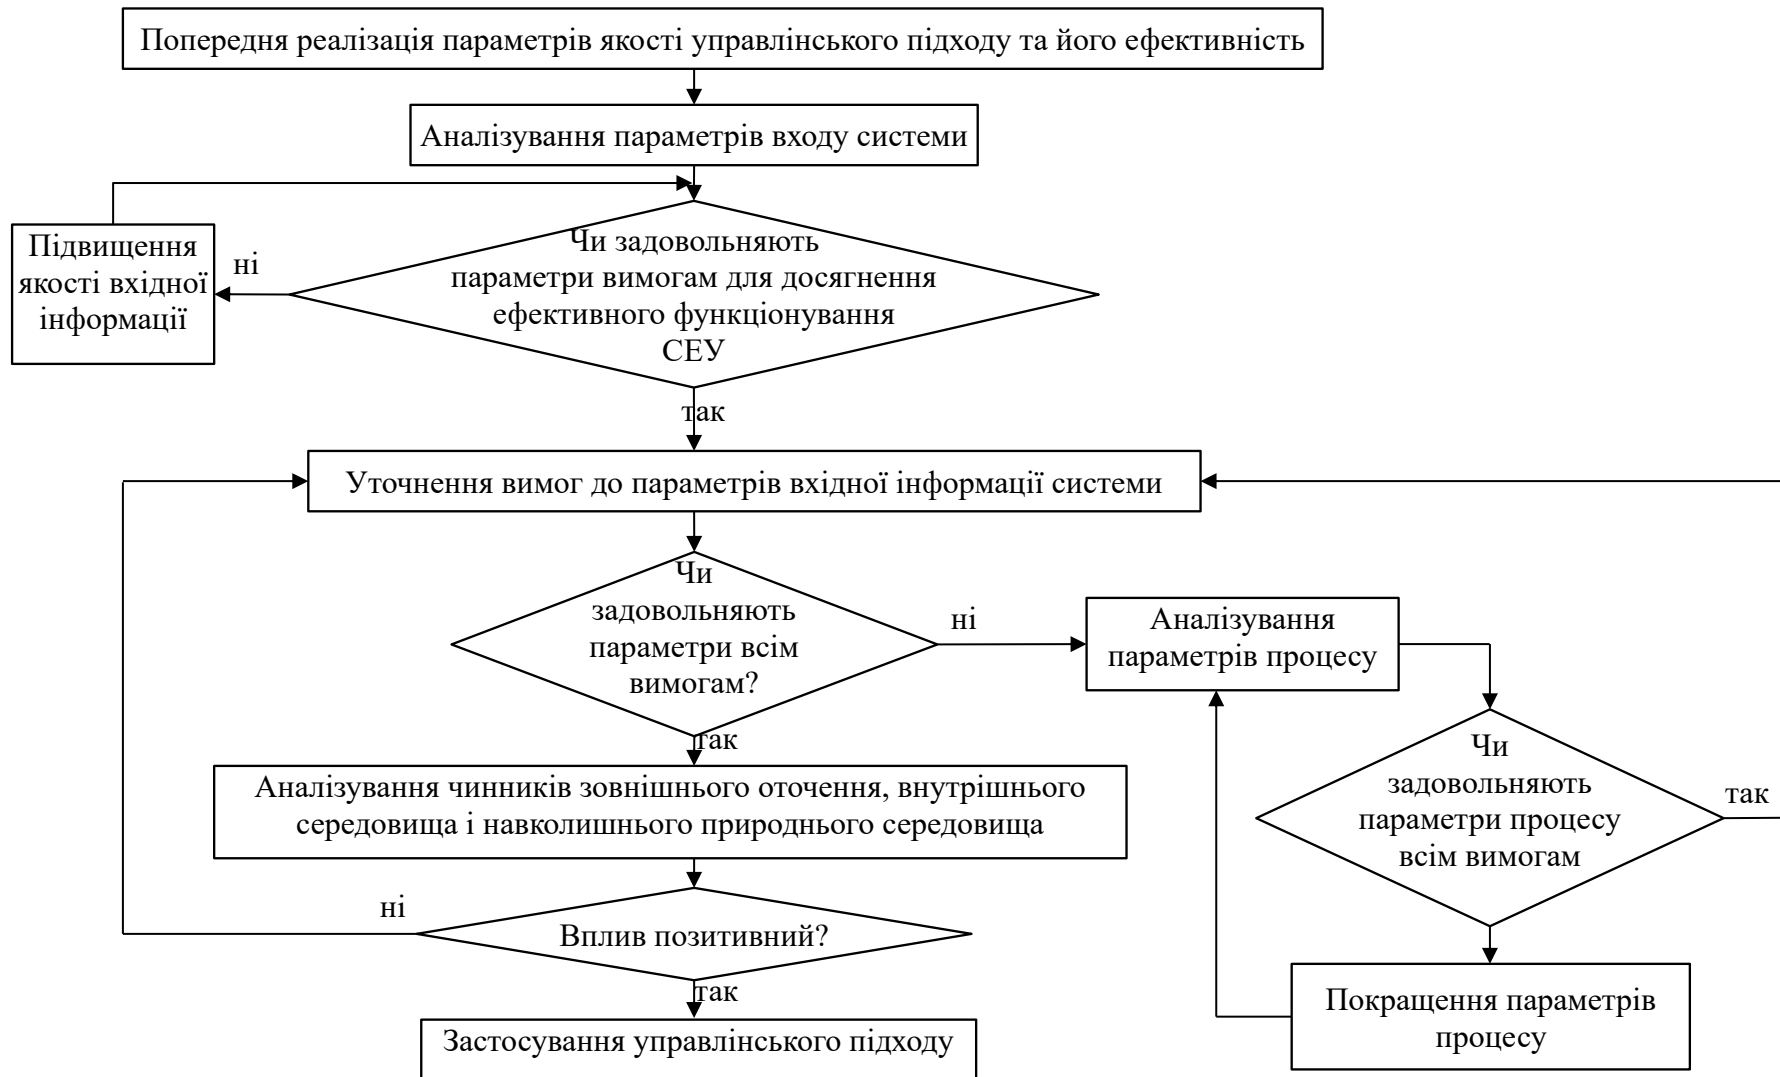 Попередня реалізація параметрів якості управлінського підходу та його ефективність
Аналізування параметрів входу системи
Чи задовольняють
параметри вимогам для досягнення
ефективного функціонування
СЕУ
ні
Підвищення
якості вхідної
інформації
так
Уточнення вимог до параметрів вхідної інформації системи
Чи
задовольняють
параметри всім
вимогам?
ні
Аналізування
параметрів процесу
так
Чи
задовольняють
параметри процесу
всім вимогам
так
Аналізування чинників зовнішнього оточення, внутрішнього
середовища і навколишнього природнього середовища
ні
Вплив позитивний?
так
Покращення параметрів
процесу
Застосування управлінського підходу